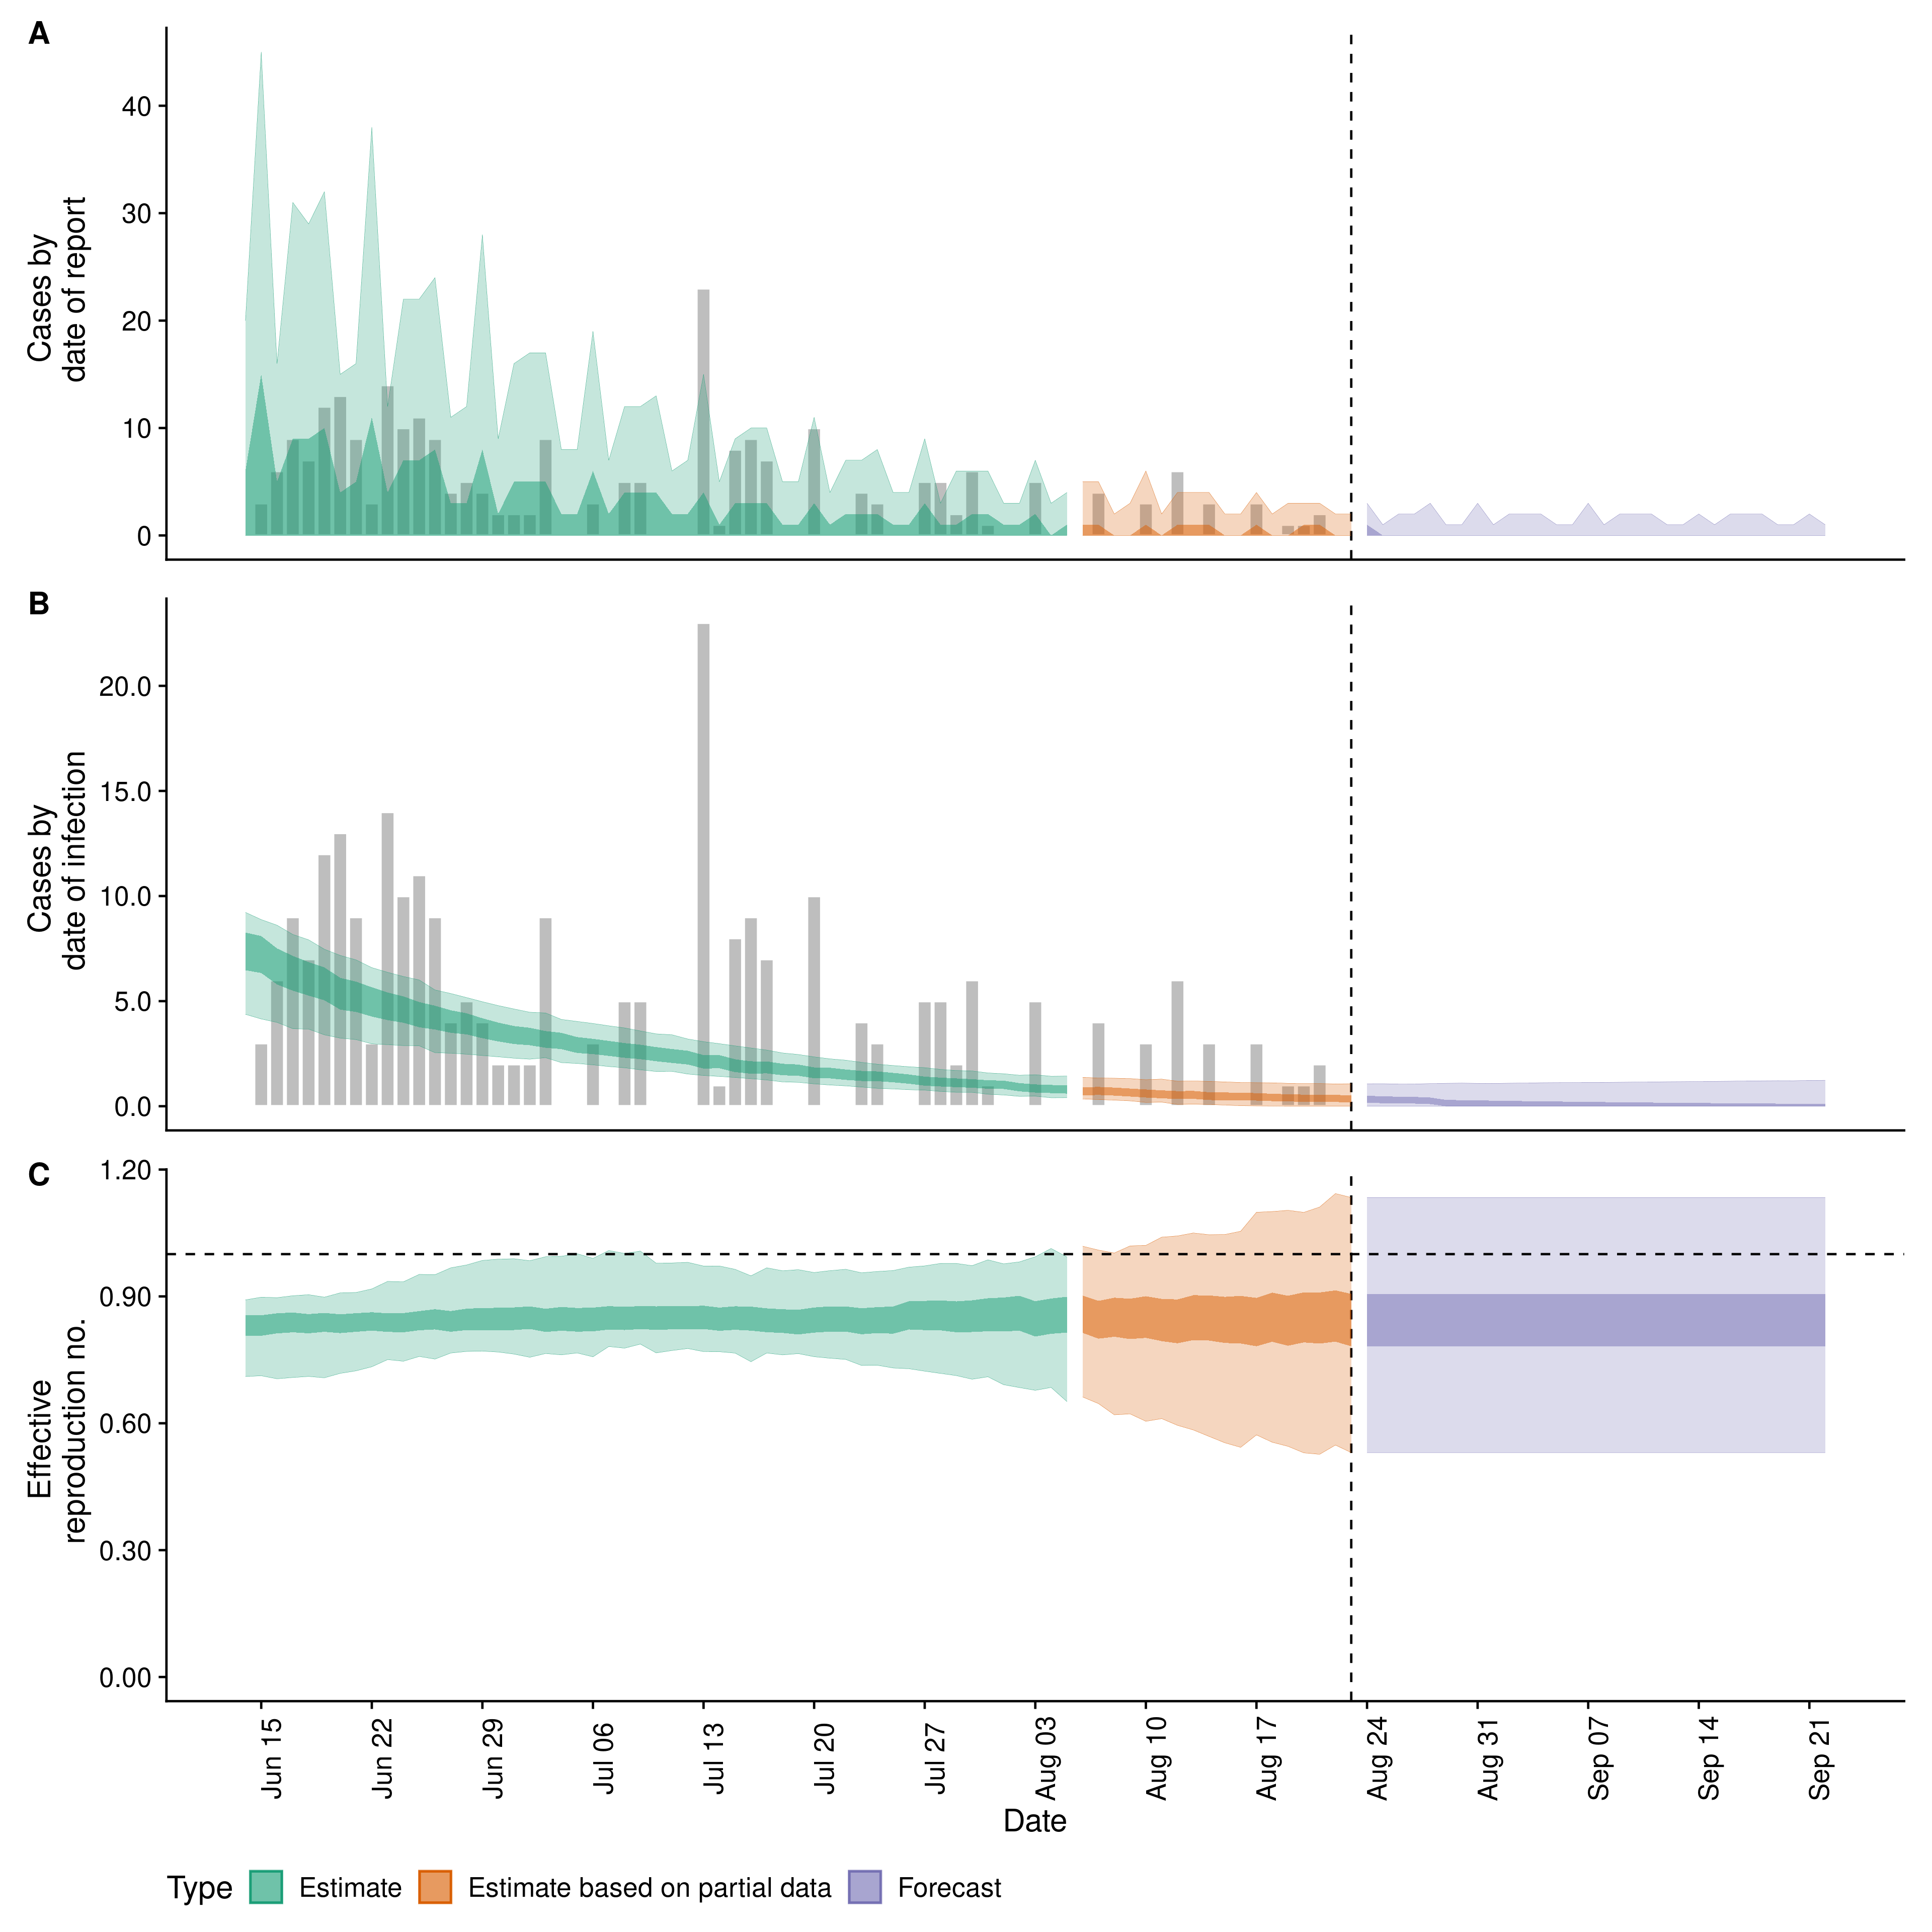 A
Cases by
date of report
40
30
20
10
0
B
Cases by
date of infection
20.0
15.0
10.0
5.0
0.0
C
Effective
reproduction no.
1.20
0.90
0.60
0.30
0.00
Jun 15
Jun 22
Jun 29
Jul 06
Jul 13
Jul 20
Jul 27
Aug 03
Aug 10
Aug 17
Aug 24
Aug 31
Sep 07
Sep 14
Sep 21
Date
Type Estimate Estimate based on partial data Forecast